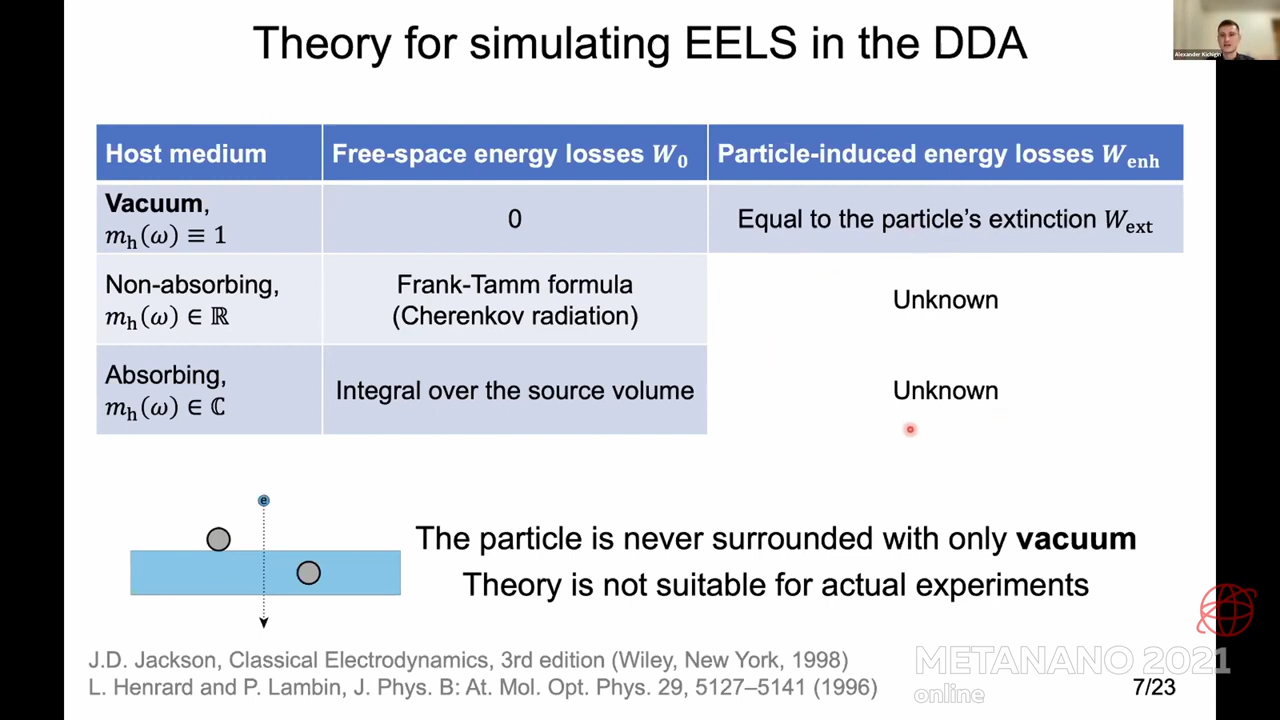 Theory for simulating EELS in the DDA
Alexander Kichigin
Host medium
Free-space energy losses W₀
Particle-induced energy losses Wₑₙₕ
Vacuum,
mₕ(ω) ≡ 1
0
Equal to the particle's extinction Wₑₓₜ
Non-absorbing,
mₕ(ω) ∈ ℝ
Frank-Tamm formula
(Cherenkov radiation)
Unknown
Absorbing,
mₕ(ω) ∈ ℂ
Integral over the source volume
Unknown
e
The particle is never surrounded with only vacuum
Theory is not suitable for actual experiments
J.D. Jackson, Classical Electrodynamics, 3rd edition (Wiley, New York, 1998)
L. Henrard and P. Lambin, J. Phys. B: At. Mol. Opt. Phys. 29, 5127–5141 (1996)
METANANO 2021
online
7/23